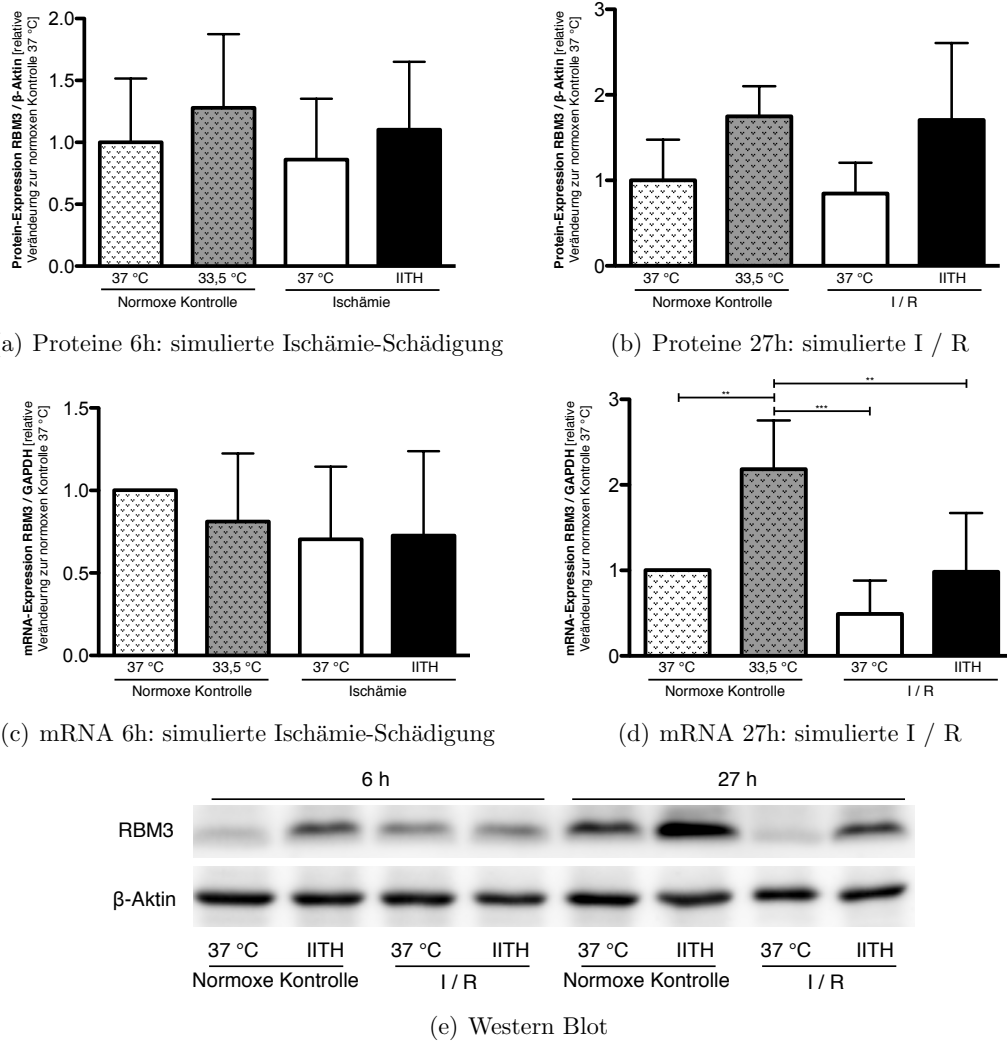 Protein-Expression RBM3 / β-Aktin [relative
Verändeurng zur normoxen Kontrolle 37 °C]
2.0
1.5
1.0
0.5
0.0
37 °C 33,5 °C 37 °C IITH
Normoxe Kontrolle Ischämie
a) Proteine 6h: simulierte Ischämie-Schädigung
Protein-Expression RBM3 / β-Aktin [relative
Verändeurng zur normoxen Kontrolle 37 °C]
3
2
1
0
37 °C 33,5 °C 37 °C IITH
Normoxe Kontrolle I / R
(b) Proteine 27h: simulierte I / R
mRNA-Expression RBM3 / GAPDH [relative
Verändeurng zur normoxen Kontrolle 37 °C]
1.5
1.0
0.5
0.0
37 °C 33,5 °C 37 °C IITH
Normoxe Kontrolle Ischämie
(c) mRNA 6h: simulierte Ischämie-Schädigung
mRNA-Expression RBM3 / GAPDH [relative
Verändeurng zur normoxen Kontrolle 37 °C]
3
2
1
0
**
**
***
37 °C 33,5 °C 37 °C IITH
Normoxe Kontrolle I / R
(d) mRNA 27h: simulierte I / R
6 h 27 h
RBM3
β-Aktin
37 °C IITH 37 °C IITH 37 °C IITH 37 °C IITH
Normoxe Kontrolle I / R Normoxe Kontrolle I / R
(e) Western Blot